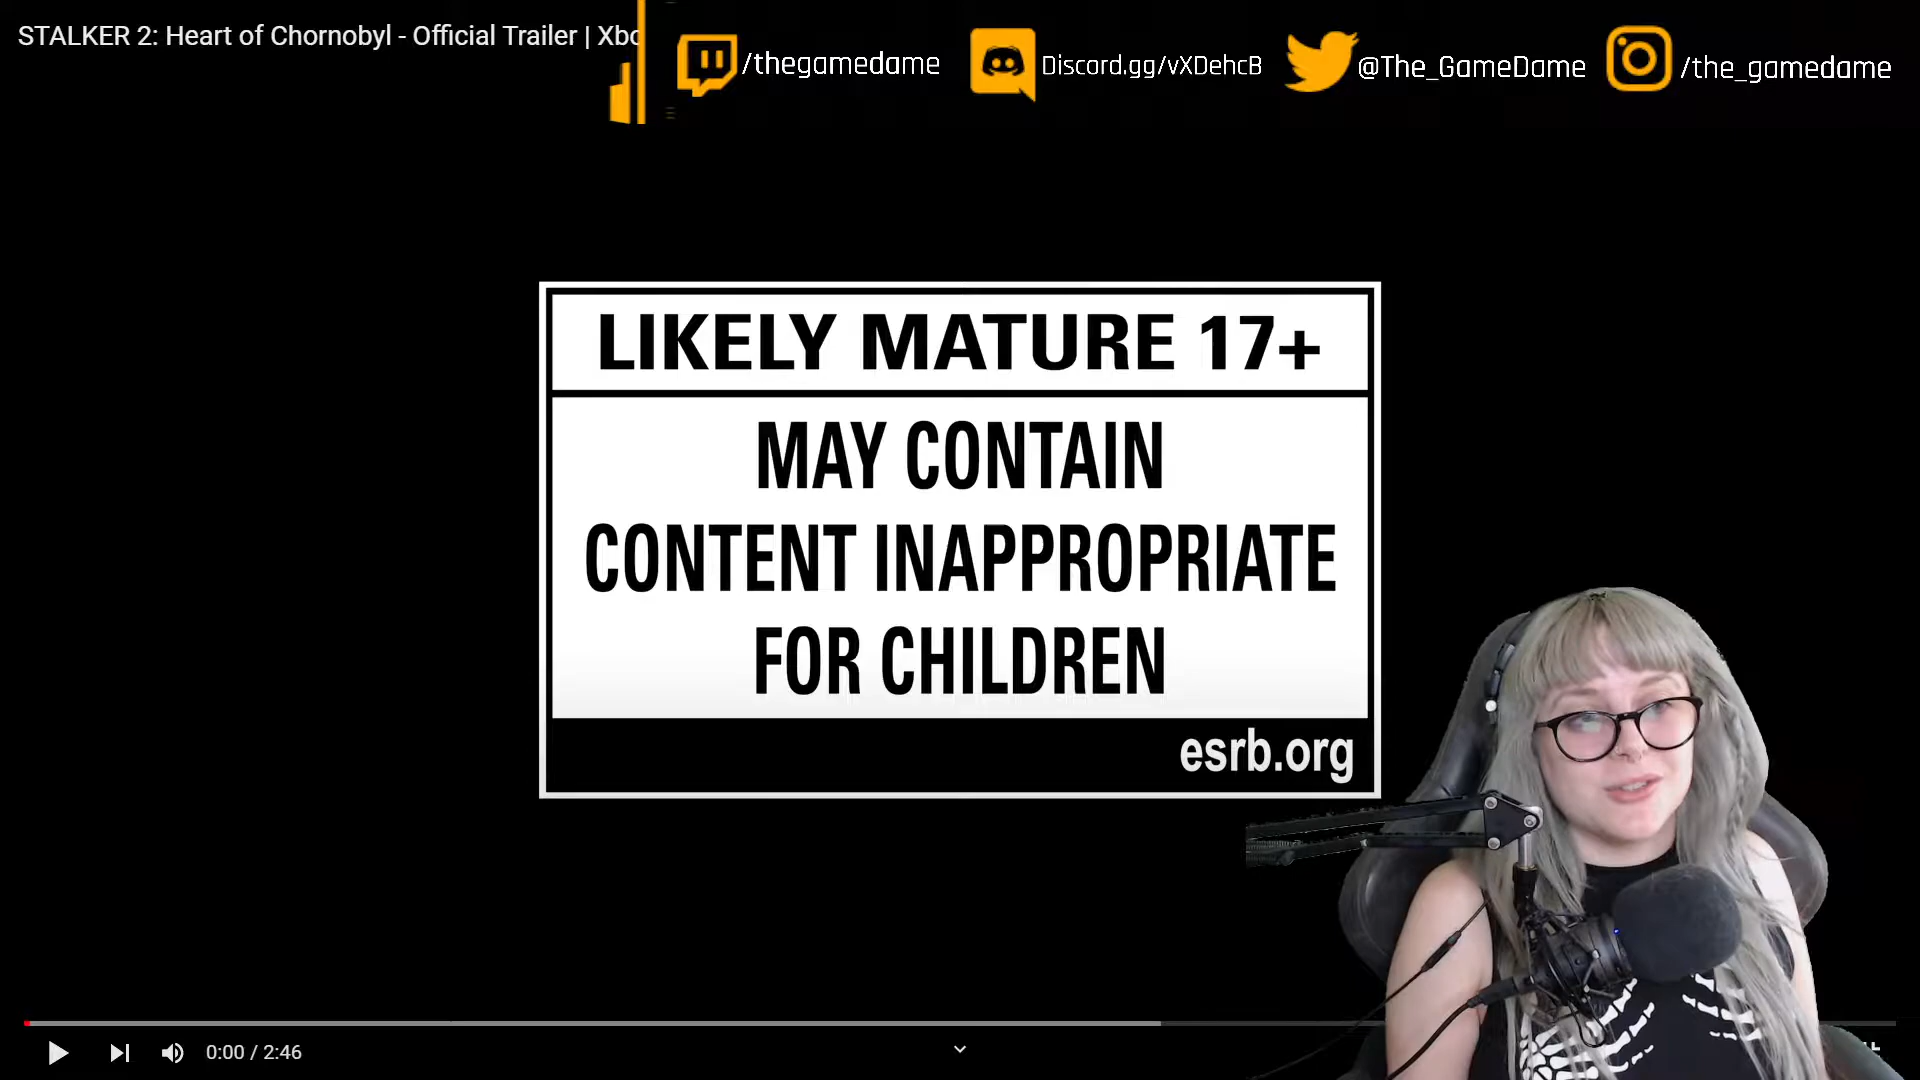 STALKER 2: Heart of Chornobyl - Official Trailer | Xbo
/thegamedame
Discord.gg/vXDehcB
@The_GameDame
/the_gamedame
LIKELY MATURE 17+
MAY CONTAIN
CONTENT INAPPROPRIATE
FOR CHILDREN
esrb.org
0:00 / 2:46